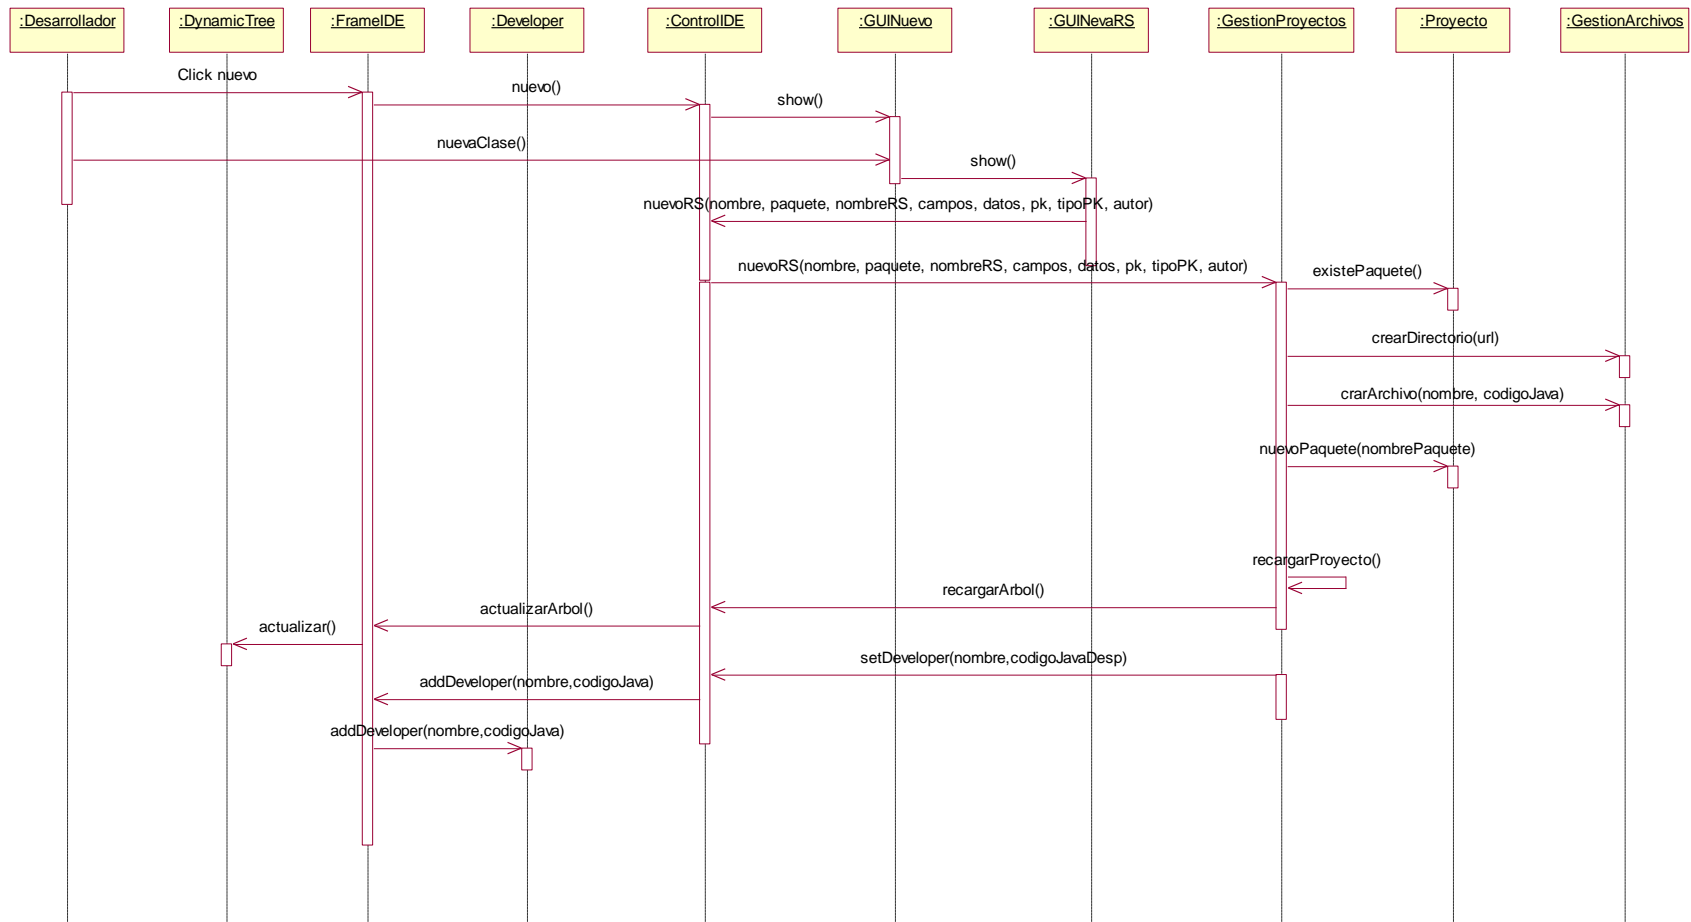 :Desarrollador
:DynamicTree
:FrameIDE
:Developer
:ControlIDE
:GUINuevo
:GUINevaRS
:GestionProyectos
:Proyecto
:GestionArchivos
Click nuevo
nuevo()
show()
nuevaClase()
show()
nuevoRS(nombre, paquete, nombreRS, campos, datos, pk, tipoPK, autor)
nuevoRS(nombre, paquete, nombreRS, campos, datos, pk, tipoPK, autor)
existePaquete()
crearDirectorio(url)
crarArchivo(nombre, codigoJava)
nuevoPaquete(nombrePaquete)
recargarProyecto()
recargarArbol()
actualizarArbol()
actualizar()
setDeveloper(nombre,codigoJavaDesp)
addDeveloper(nombre,codigoJava)
addDeveloper(nombre,codigoJava)